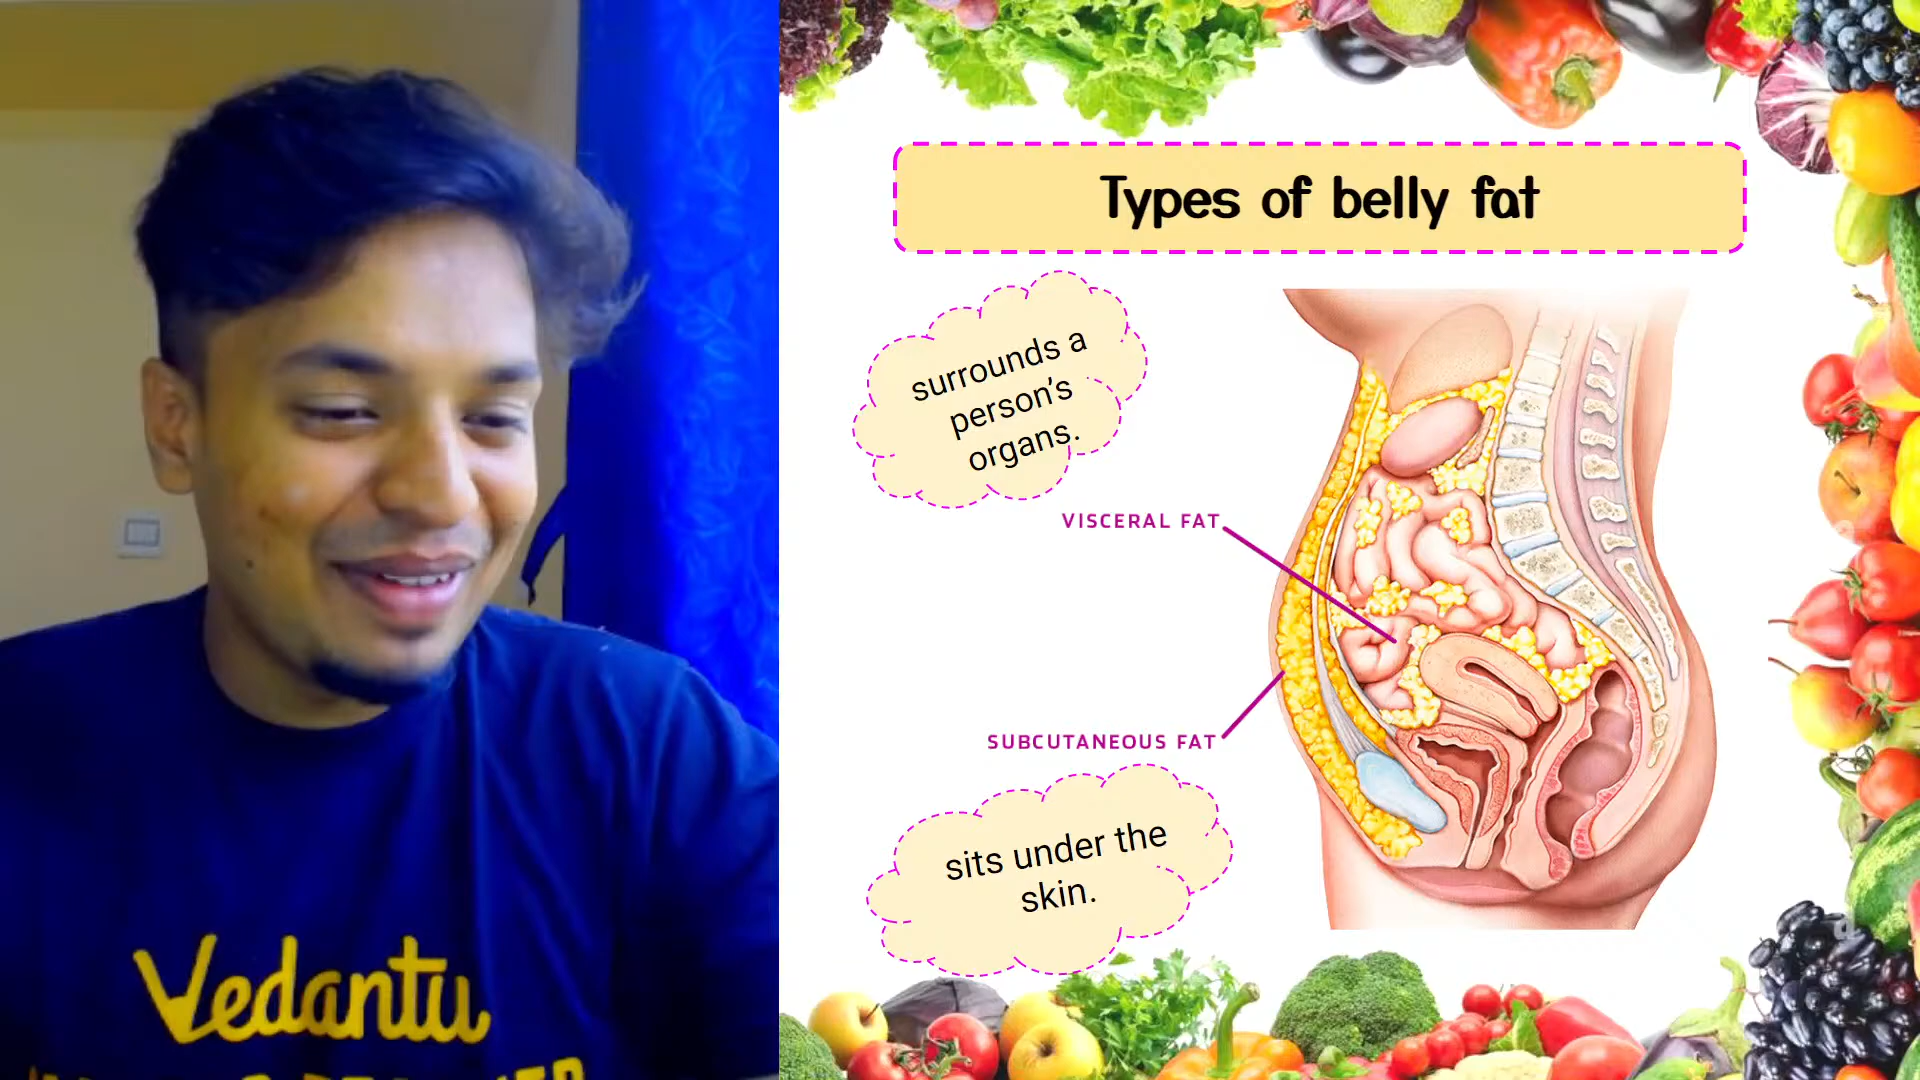 Types of belly fat
surrounds a
person's
organs.
VISCERAL FAT
SUBCUTANEOUS FAT
sits under the
skin.
Vedantu